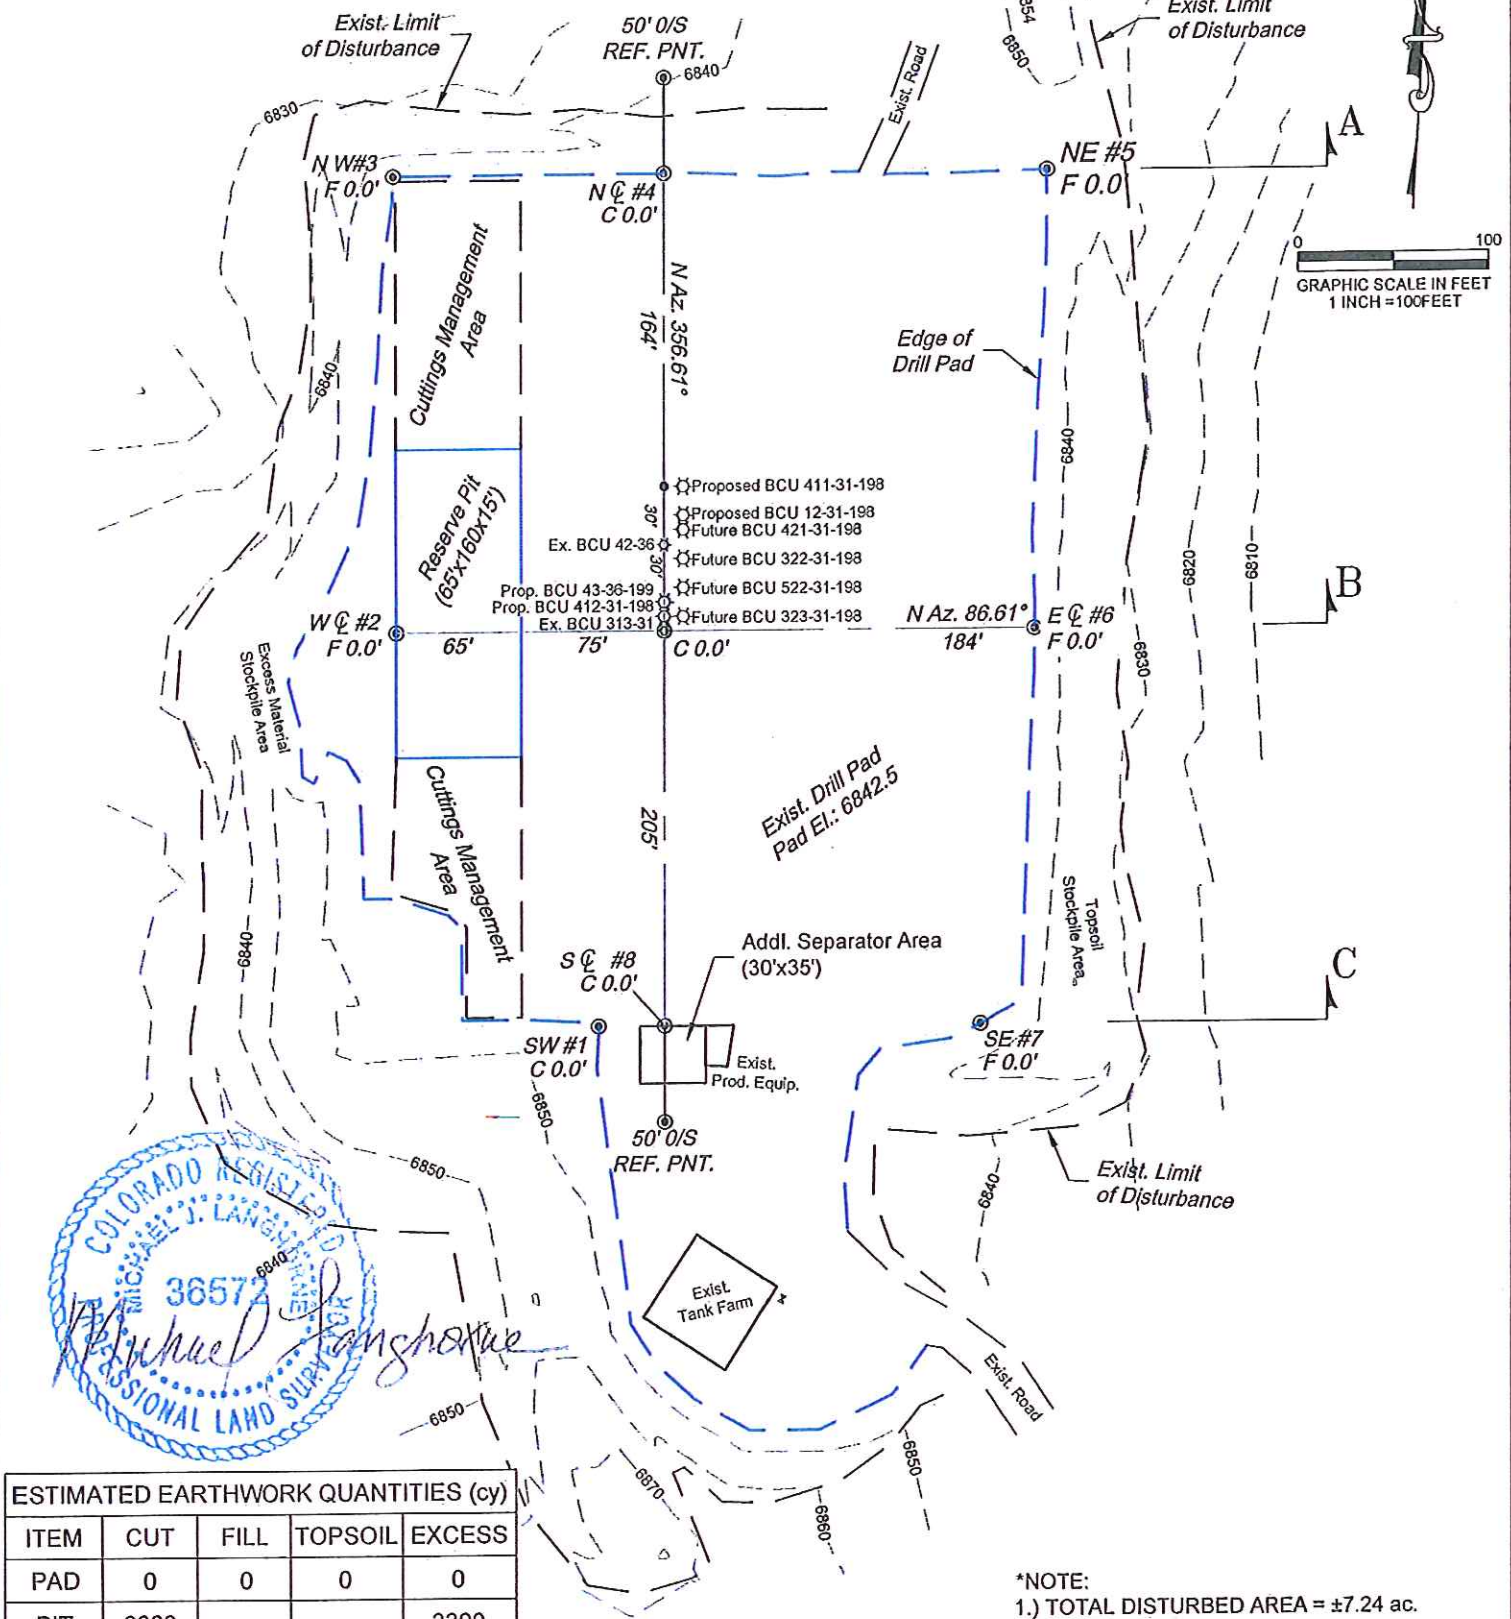 Exist. Limit
of Disturbance
50' O/S
REF. PNT.
6840
6830
6850
Exist. Road
Exist. Limit
of Disturbance
A
NW#3
F 0.0'
N ℄ #4
C 0.0'
NE #5
F 0.0'
0 100
GRAPHIC SCALE IN FEET
1 INCH =100FEET
Cuttings Management
Area
N Az. 356.61°
164'
Edge of
Drill Pad
6840
6840
Reserve Pit
(65'x160x15')
Proposed BCU 411-31-198
30'
Proposed BCU 12-31-198
Future BCU 421-31-198
Ex. BCU 42-36
30'
Future BCU 322-31-198
Prop. BCU 43-36-199
Future BCU 522-31-198
Prop. BCU 412-31-198
Future BCU 323-31-198
Ex. BCU 313-31
6820
6810
B
W ℄ #2
F 0.0'
65'
75'
C 0.0'
N Az. 86.61°
184'
E ℄ #6
F 0.0'
6830
Excess Material
Stockpile Area
Cuttings Management
Area
205'
Exist. Drill Pad
Pad El.: 6842.5
Topsoil
Stockpile Area
6840
S ℄ #8
C 0.0'
Addl. Separator Area
(30'x35')
C
SW #1
C 0.0'
Exist.
Prod. Equip.
SE #7
F 0.0'
6850
50' O/S
REF. PNT.
6850
6840
Exist. Limit
of Disturbance
COLORADO REGISTERED
MICHAEL J. LANGHORNE
36572
PROFESSIONAL LAND SURVEYOR
Michael Langhorne
6840
Exist.
Tank Farm
Exist. Road
6850
6870
6850
6860
ESTIMATED EARTHWORK QUANTITIES (cy)
ITEM CUT FILL TOPSOIL EXCESS
PAD 0 0 0 0
PIT
*NOTE:
1.) TOTAL DISTURBED AREA = ±7.24 ac.